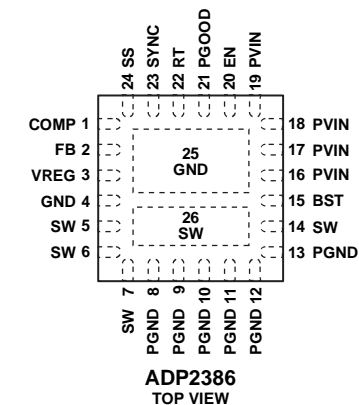 24 SS
23 SYNC
22 RT
21 PGOOD
20 EN
19 PVIN
COMP 1
FB 2
VREG 3
GND 4
SW 5
SW 6
25
GND
26
SW
18 PVIN
17 PVIN
16 PVIN
15 BST
14 SW
13 PGND
SW 7
PGND 8
PGND 9
PGND 10
PGND 11
PGND 12
ADP2386
TOP VIEW